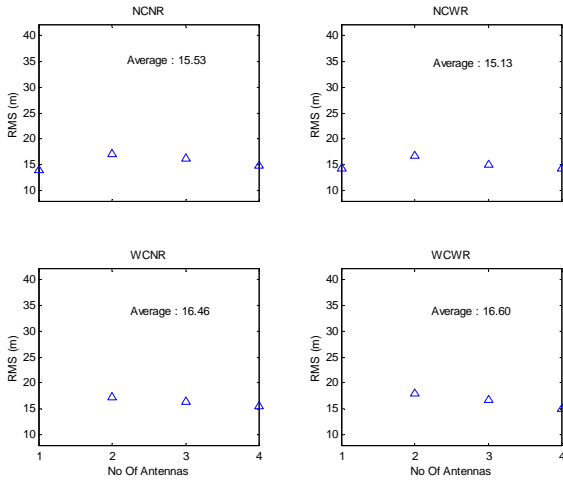 NCNR
NCWR
40
35
30
25
20
15
10
RMS (m)
Average : 15.53
40
35
30
25
20
15
10
RMS (m)
Average : 15.13
WCNR
WCWR
40
35
30
25
20
15
10
RMS (m)
Average : 16.46
1 2 3 4
No Of Antennas
40
35
30
25
20
15
10
RMS (m)
Average : 16.60
1 2 3 4
No Of Antennas